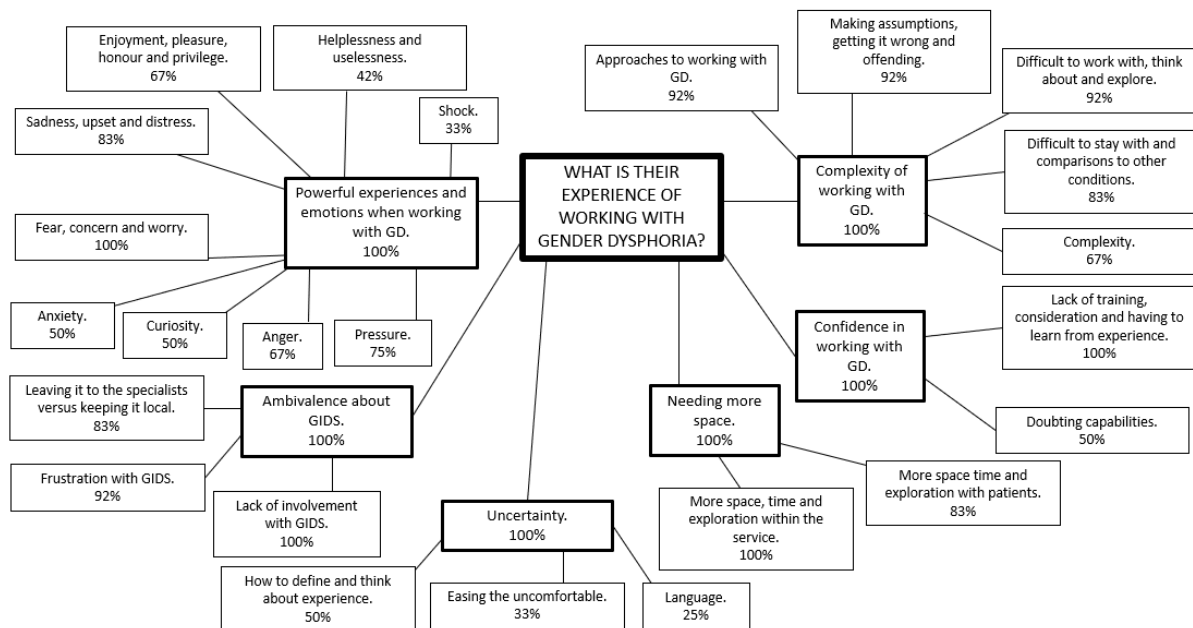 WHAT IS THEIR
EXPERIENCE OF
WORKING WITH
GENDER DYSPHORIA?
Powerful experiences and
emotions when working
with GD.
100%
Enjoyment, pleasure,
honour and privilege.
67%
Helplessness and
uselessness.
42%
Shock.
33%
Sadness, upset and distress.
83%
Fear, concern and worry.
100%
Anxiety.
50%
Curiosity.
50%
Anger.
67%
Pressure.
75%
Complexity of
working with
GD.
100%
Approaches to working with
GD.
92%
Making assumptions,
getting it wrong and
offending.
92%
Difficult to work with, think
about and explore.
92%
Difficult to stay with and
comparisons to other
conditions.
83%
Complexity.
67%
Confidence in
working with
GD.
100%
Lack of training,
consideration and having to
learn from experience.
100%
Doubting capabilities.
50%
Needing more
space.
100%
More space time and
exploration with patients.
83%
More space, time and
exploration within the
service.
100%
Uncertainty.
100%
How to define and think
about experience.
50%
Easing the uncomfortable.
33%
Language.
25%
Ambivalence about
GIDS.
100%
Leaving it to the specialists
versus keeping it local.
83%
Frustration with GIDS.
92%
Lack of involvement
with GIDS.
100%